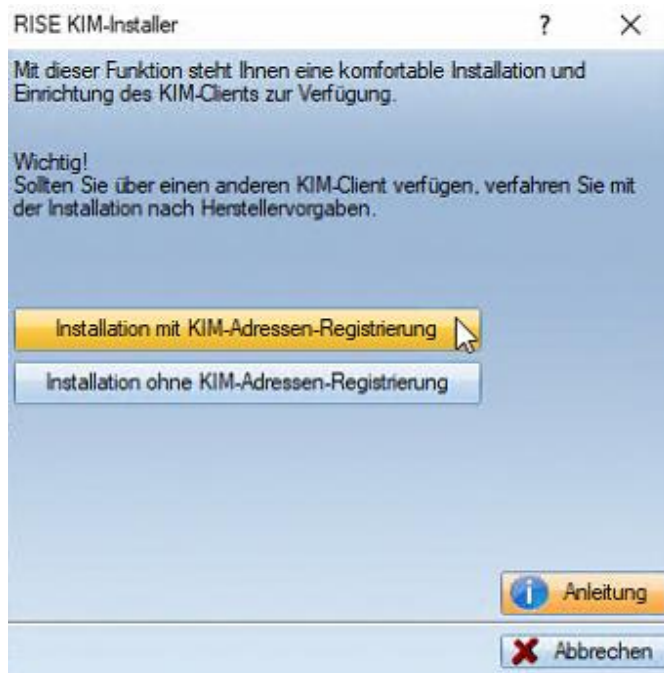 RISE KIM-Installer
Mit dieser Funktion steht Ihnen eine komfortable Installation und
Einrichtung des KIM-Clients zur Verfügung.
Wichtig!
Sollten Sie über einen anderen KIM-Client verfügen, verfahren Sie mit
der Installation nach Herstellervorgaben.
Installation mit KIM-Adressen-Registrierung
Installation ohne KIM-Adressen-Registrierung
Anleitung
Abbrechen